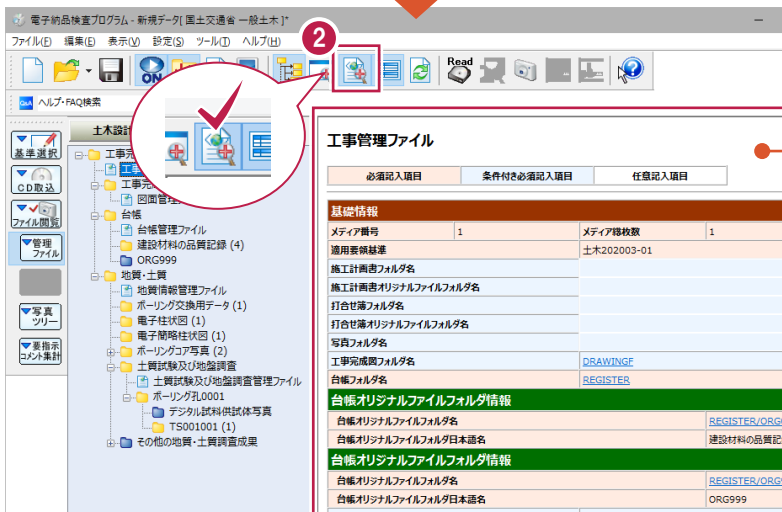 電子納品検査プログラム - 新規データ[ 国土交通省 一般土木 ]*
ファイル(F) 編集(E) 表示(V) 設定(S) ツール(T) ヘルプ(H)
2
ON
Read
Q&A ヘルプ・FAQ検索
基準選択
CD取込
ファイル閲覧
管理
ファイル
写真
ツリー
要指示
コメント集計
土木設計
工事完
工事
工事完
図面管理
台帳
台帳管理ファイル
建設材料の品質記録 (4)
ORG999
地質・土質
地質情報管理ファイル
ボーリング交換用データ (1)
電子柱状図 (1)
電子簡略柱状図 (1)
ボーリングコア写真 (2)
土質試験及び地盤調査
土質試験及び地盤調査管理ファイル
ボーリング孔0001
デジタル試料供試体写真
TS001001 (1)
その他の地質・土質調査成果
工事管理ファイル
必須記入項目 条件付き必須記入項目 任意記入項目
基礎情報
メディア番号 1 メディア総枚数 1
適用要領基準 土木202003-01
施工計画書フォルダ名
施工計画書オリジナルファイルフォルダ名
打合せ簿フォルダ名
打合せ簿オリジナルファイルフォルダ名
写真フォルダ名
工事完成図フォルダ名 DRAWINGF
台帳フォルダ名 REGISTER
台帳オリジナルファイルフォルダ情報
台帳オリジナルファイルフォルダ名 REGISTER/ORG
台帳オリジナルファイルフォルダ日本語名 建設材料の品質記
台帳オリジナルファイルフォルダ情報
台帳オリジナルファイルフォルダ名 REGISTER/ORG
台帳オリジナルファイルフォルダ日本語名 ORG999